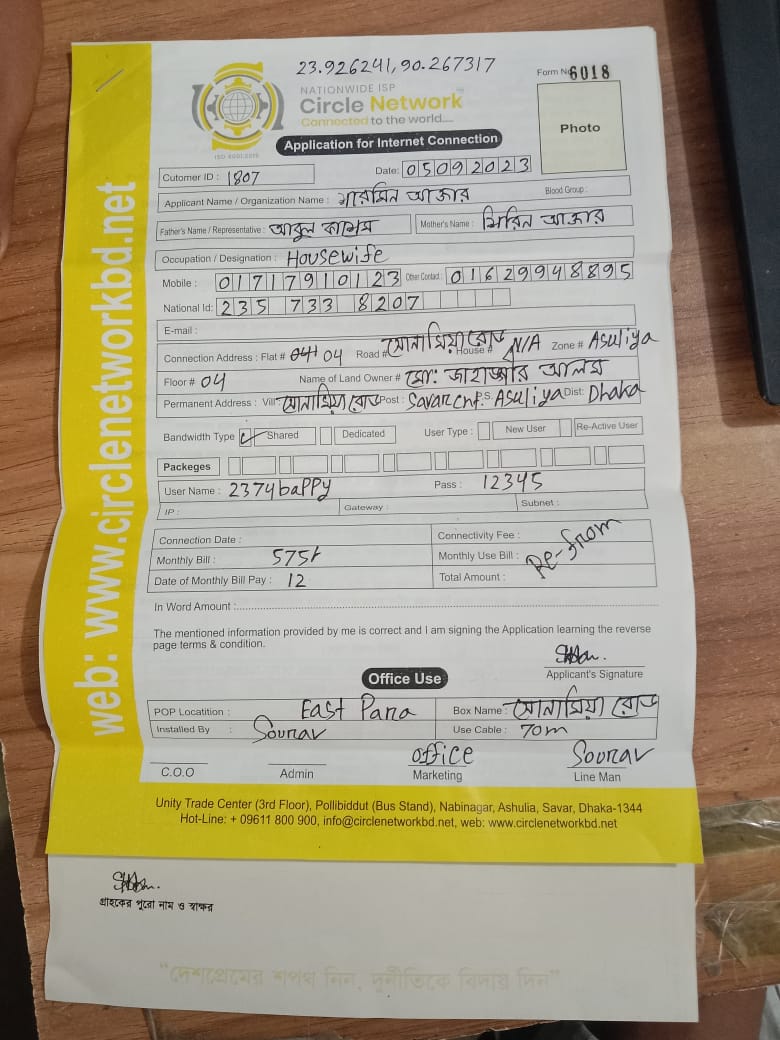 23.926241, 90.267317
Form No 6018
NATIONWIDE ISP
Circle Network™
Connected to the world....
ISO 9001:2015
Photo
Application for Internet Connection
Cutomer ID : 1807 Date: 05092023
Applicant Name / Organization Name : শারমিন আক্তার Blood Group :
Father's Name / Representative : আবুল কাশেম Mother's Name : শিরিন আক্তার
Occupation / Designation : Housewife
Mobile : 01717910123 Other Contact : 01629948895
National Id: 235 733 8207
E-mail :
Connection Address : Flat # 04 Road # সোনামিয়া রোড House # N/A Zone # Asuliya
Floor # 04 Name of Land Owner # মো: জাহাঙ্গীর আলম
Permanent Address : Vill সোনামিয়া রোড Post : Savar Cnt P.S. Asuliya Dist: Dhaka
Bandwidth Type Shared Dedicated User Type : New User Re-Active User
Packeges
User Name : 2374bappy Pass : 12345
IP : Gateway : Subnet :
Connection Date : Connectivity Fee :
Monthly Bill : 575/- Monthly Use Bill : Re-from
Date of Monthly Bill Pay : 12 Total Amount :
In Word Amount :
The mentioned information provided by me is correct and I am signing the Application learning the reverse
page terms & condition.
Applicant's Signature
Office Use
POP Locatition : East Para Box Name : সোনামিয়া রোড
Installed By : Sourav Use Cable : 70m
office Sourav
C.O.O Admin Marketing Line Man
Unity Trade Center (3rd Floor), Pollibiddut (Bus Stand), Nabinagar, Ashulia, Savar, Dhaka-1344
Hot-Line: + 09611 800 900, info@circlenetworkbd.net, web: www.circlenetworkbd.net
web: www.circlenetworkbd.net
গ্রাহকের পুরো নাম ও স্বাক্ষর
“দেশপ্রেমের শপথ নিন, দুর্নীতিকে বিদায় দিন”